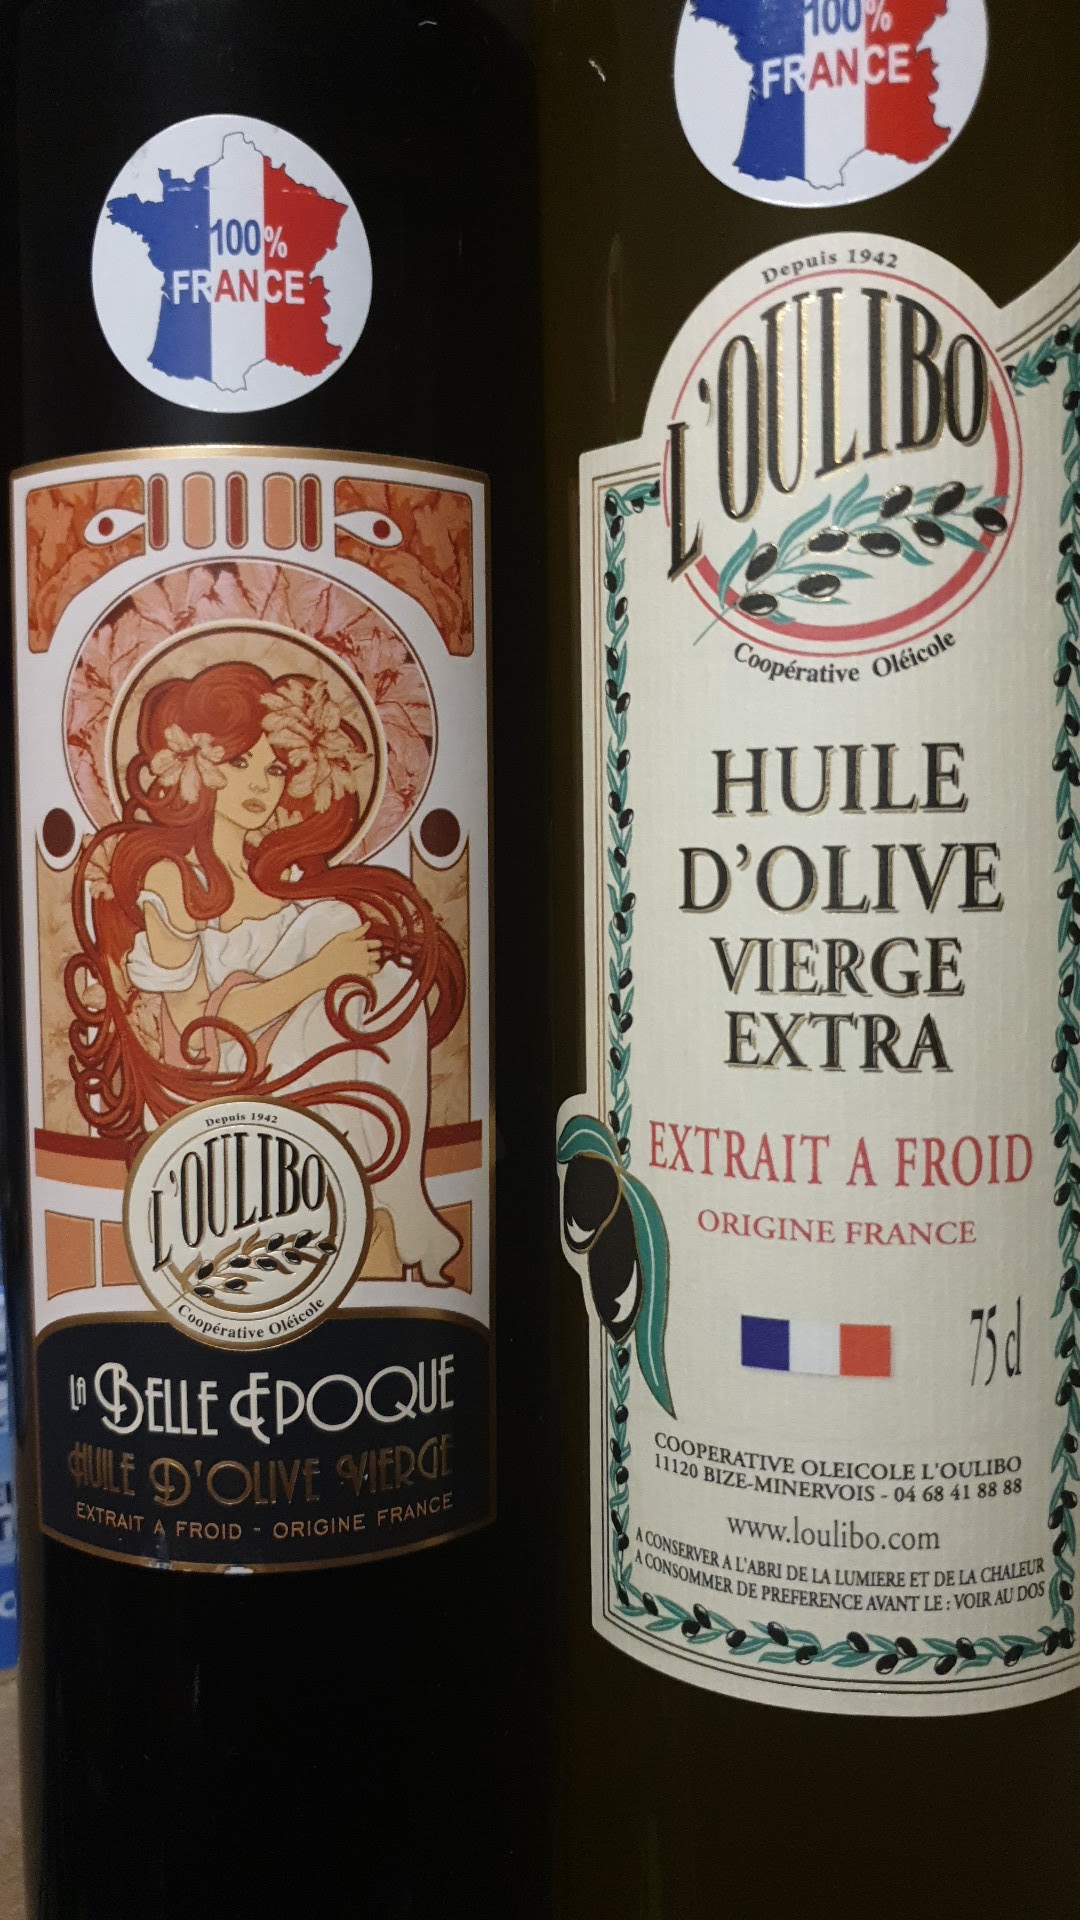 100%
FRANCE
Depuis 1942
L'OULIBO
Coopérative Oléicole
LA BELLE EPOQUE
HUILE D'OLIVE VIERGE
EXTRAIT A FROID - ORIGINE FRANCE
100%
FRANCE
Depuis 1942
L'OULIBO
Coopérative Oléicole
HUILE
D'OLIVE
VIERGE
EXTRA
EXTRAIT A FROID
ORIGINE FRANCE
75 cl
COOPERATIVE OLEICOLE L'OULIBO
11120 BIZE-MINERVOIS - 04 68 41 88 88
www.loulibo.com
A CONSERVER A L'ABRI DE LA LUMIERE ET DE LA CHALEUR
A CONSOMMER DE PREFERENCE AVANT LE : VOIR AU DOS